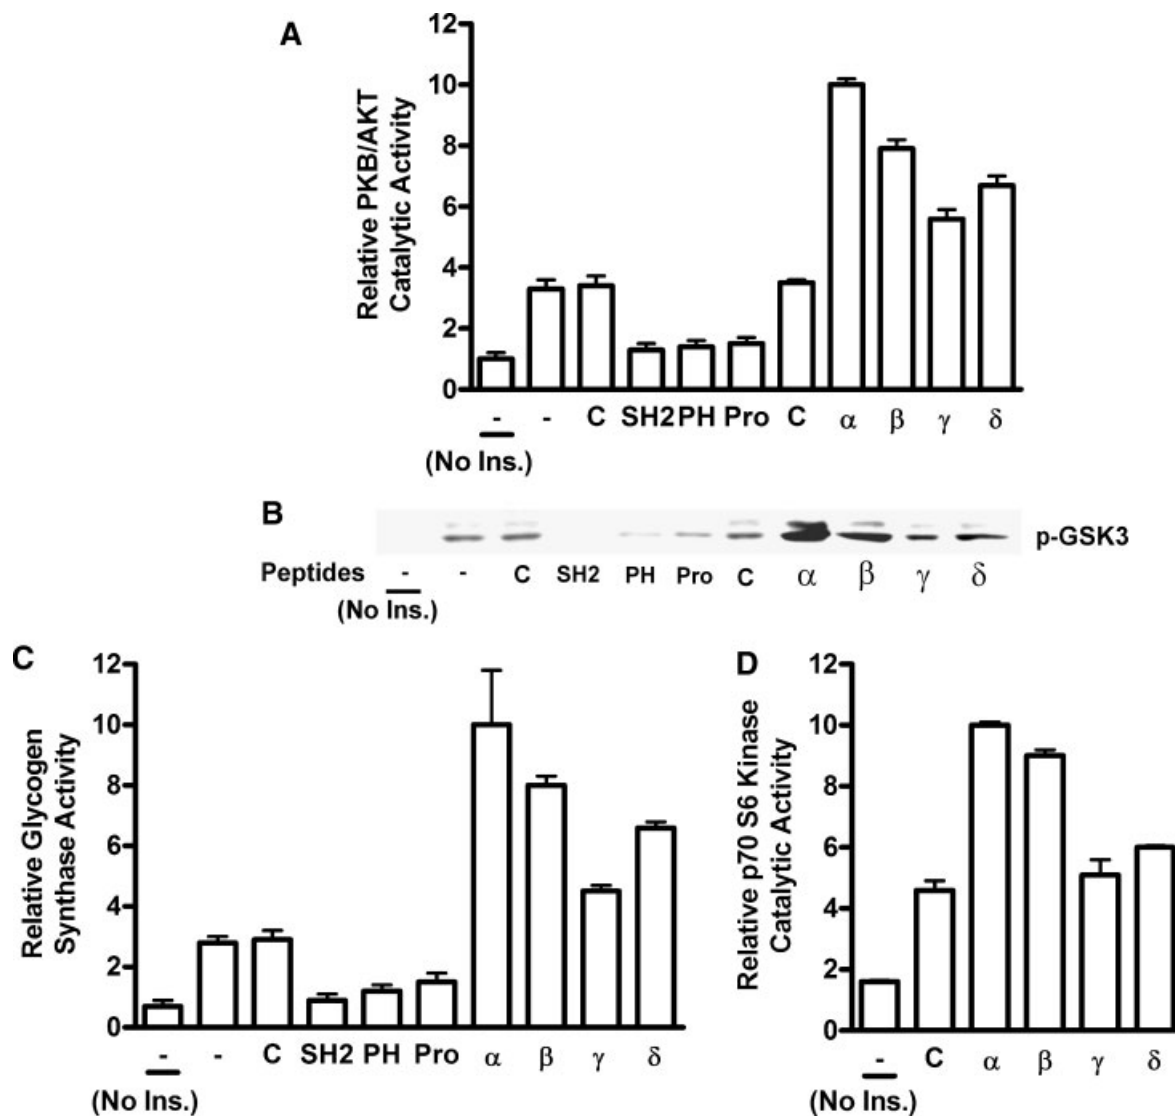 A
Relative PKB/AKT
Catalytic Activity
12
10
8
6
4
2
0
- - C SH2 PH Pro C α β γ δ
(No Ins.)
B
p-GSK3
Peptides - - C SH2 PH Pro C α β γ δ
(No Ins.)
C
Relative Glycogen
Synthase Activity
12
10
8
6
4
2
0
- - C SH2 PH Pro α β γ δ
(No Ins.)
D
Relative p70 S6 Kinase
Catalytic Activity
12
10
8
6
4
2
0
- C α β γ δ
(No Ins.)